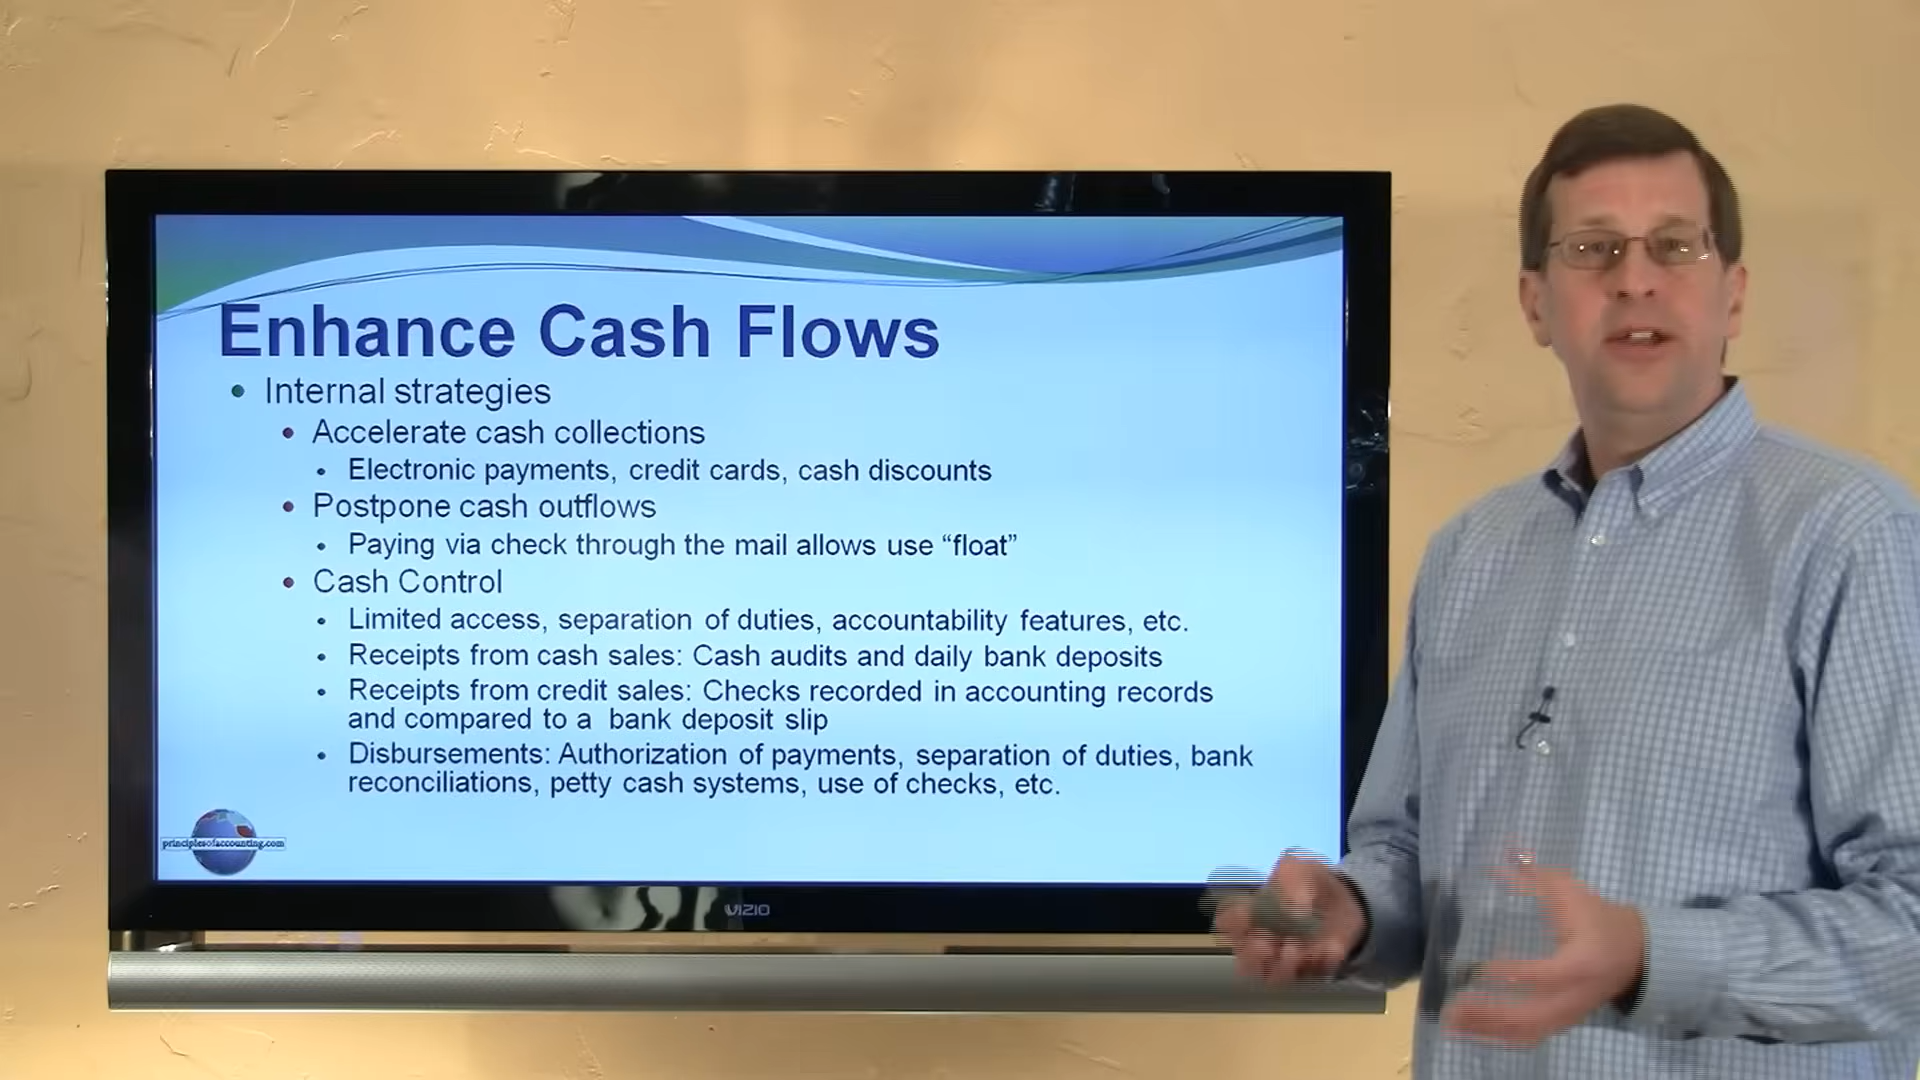 Enhance Cash Flows
• Internal strategies
• Accelerate cash collections
• Electronic payments, credit cards, cash discounts
• Postpone cash outflows
• Paying via check through the mail allows use “float”
• Cash Control
• Limited access, separation of duties, accountability features, etc.
• Receipts from cash sales: Cash audits and daily bank deposits
• Receipts from credit sales: Checks recorded in accounting records
and compared to a bank deposit slip
• Disbursements: Authorization of payments, separation of duties, bank
reconciliations, petty cash systems, use of checks, etc.
principlesofaccounting.com
VIZIO